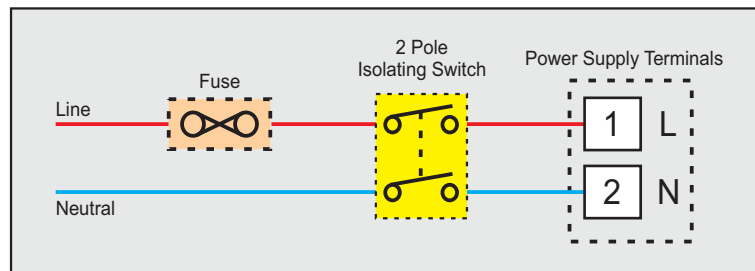 2 Pole
Isolating Switch
Power Supply Terminals
Fuse
Line
1 L
2 N
Neutral